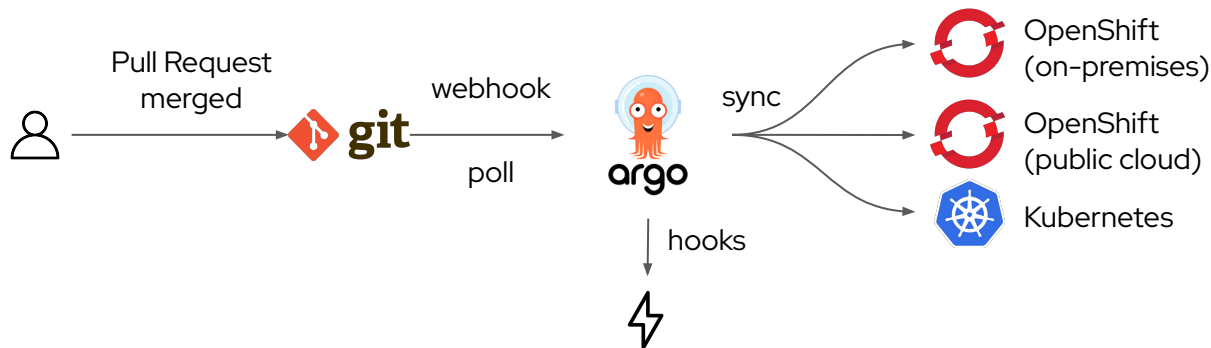 Pull Request
merged
git
webhook
poll
argo
sync
hooks
OpenShift
(on-premises)
OpenShift
(public cloud)
Kubernetes